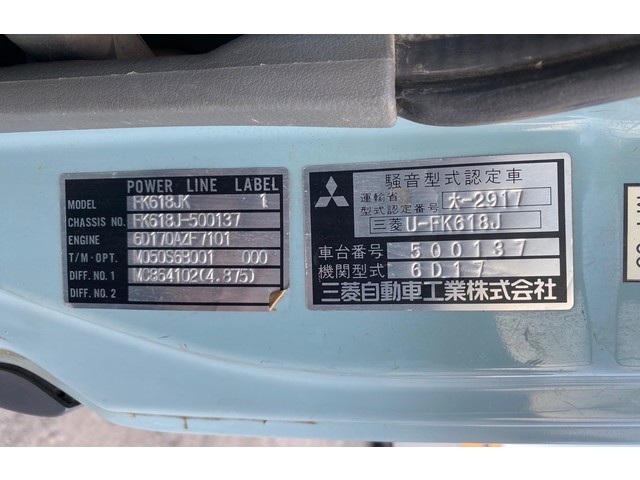 POWER LINE LABEL
MODEL FK618JK 1
CHASSIS NO. FK618J-500137
ENGINE 6D170AZF7101
T/M·OPT. M050S6B001 000
DIFF. NO. 1 MC864102(4.875)
DIFF. NO. 2
騒音型式認定車
運輸省
型式認定番号 大-2917
三菱 U-FK618J
車台番号 500137
機関型式 6D17
三菱自動車工業株式会社